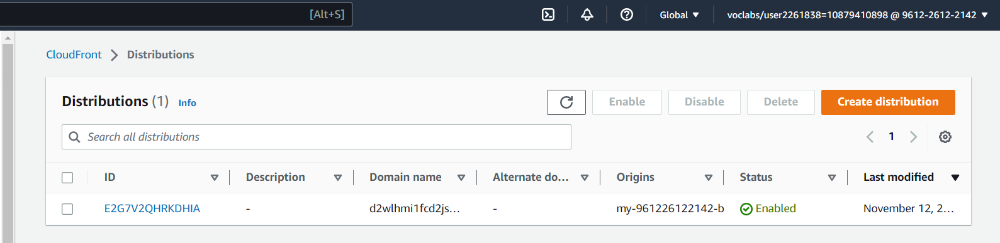 [Alt+S] Global voclabs/user2261838=10879410898 @ 9612-2612-2142
CloudFront Distributions
Distributions (1) Info Enable Disable Delete Create distribution
Search all distributions 1
ID Description Domain name Alternate do... Origins Status Last modified
E2G7V2QHRKDHIA - d2wlhmi1fcd2js... - my-961226122142-b Enabled November 12, 2...